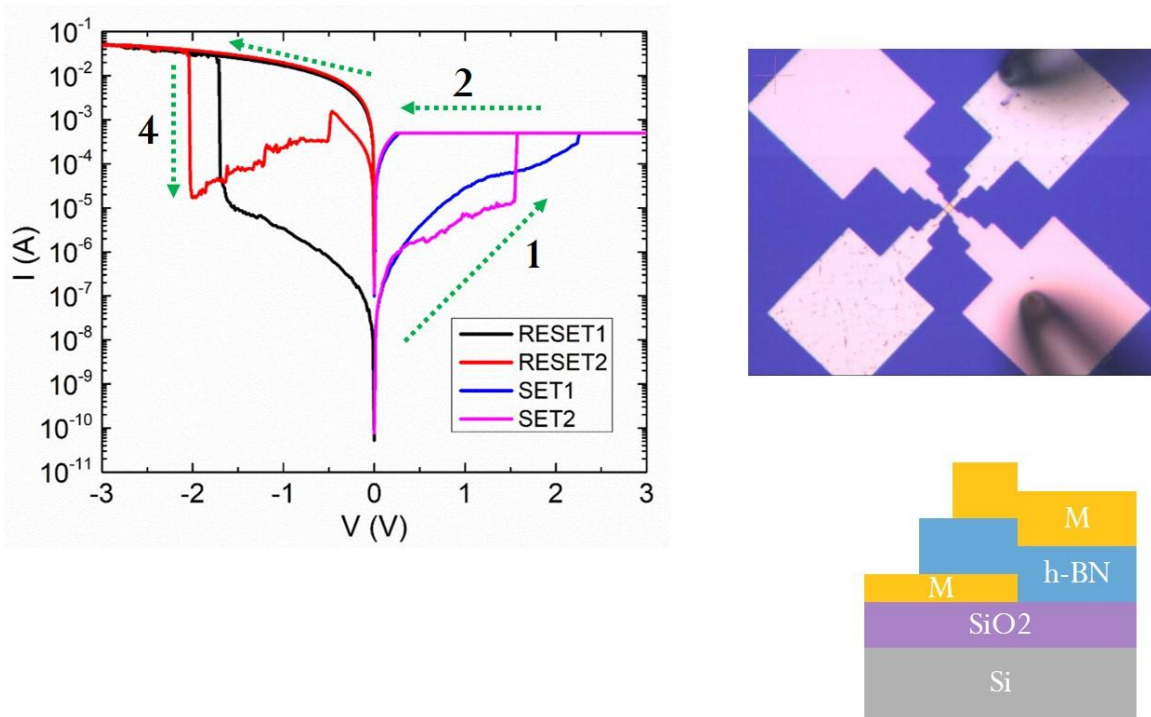 10⁻¹
10⁻²
10⁻³
10⁻⁴
10⁻⁵
10⁻⁶
10⁻⁷
10⁻⁸
10⁻⁹
10⁻¹⁰
10⁻¹¹
I (A)
2
4
1
RESET1
RESET2
SET1
SET2
-3 -2 -1 0 1 2 3
V (V)
M
h-BN
M
SiO2
Si